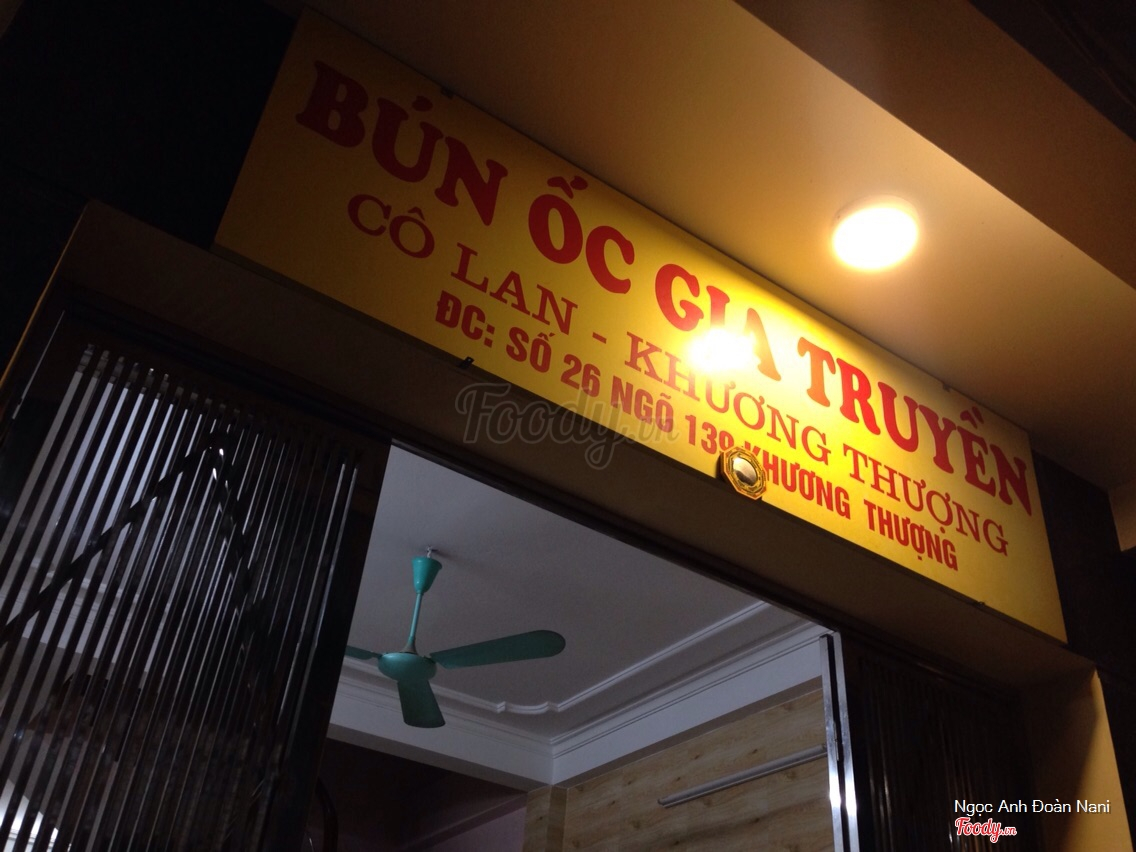 BÚN ỐC GIA TRUYỀN
CÔ LAN - KHƯƠNG THƯỢNG
ĐC: SỐ 26 NGÕ 139 KHƯƠNG THƯỢNG
Foody.vn
Ngọc Anh Đoàn Nani
Foody.vn